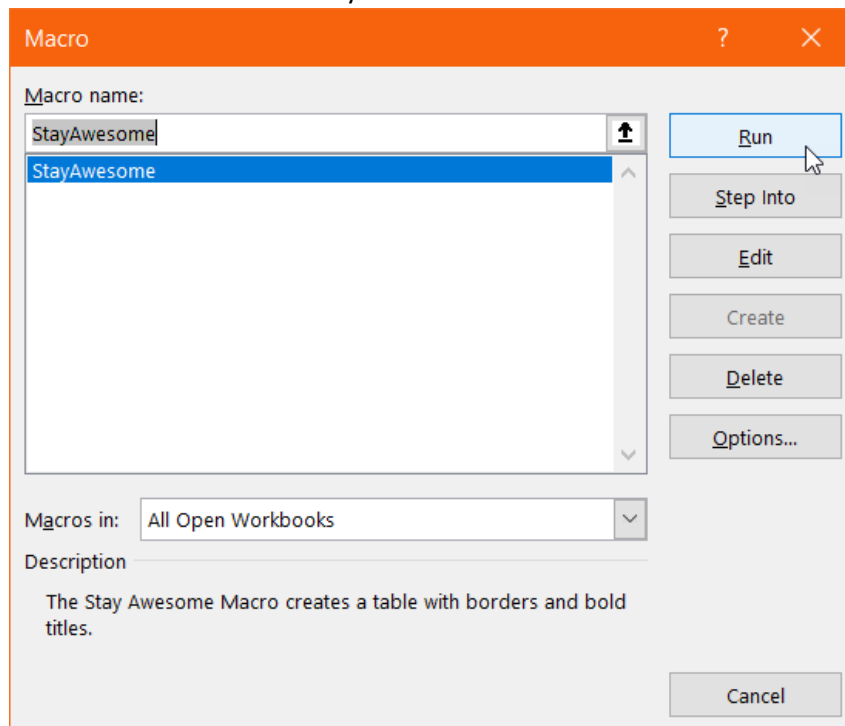 Macro ?
Macro name:
StayAwesome
Run
StayAwesome
Step Into
Edit
Create
Delete
Options...
Macros in: All Open Workbooks
Description
The Stay Awesome Macro creates a table with borders and bold
titles.
Cancel